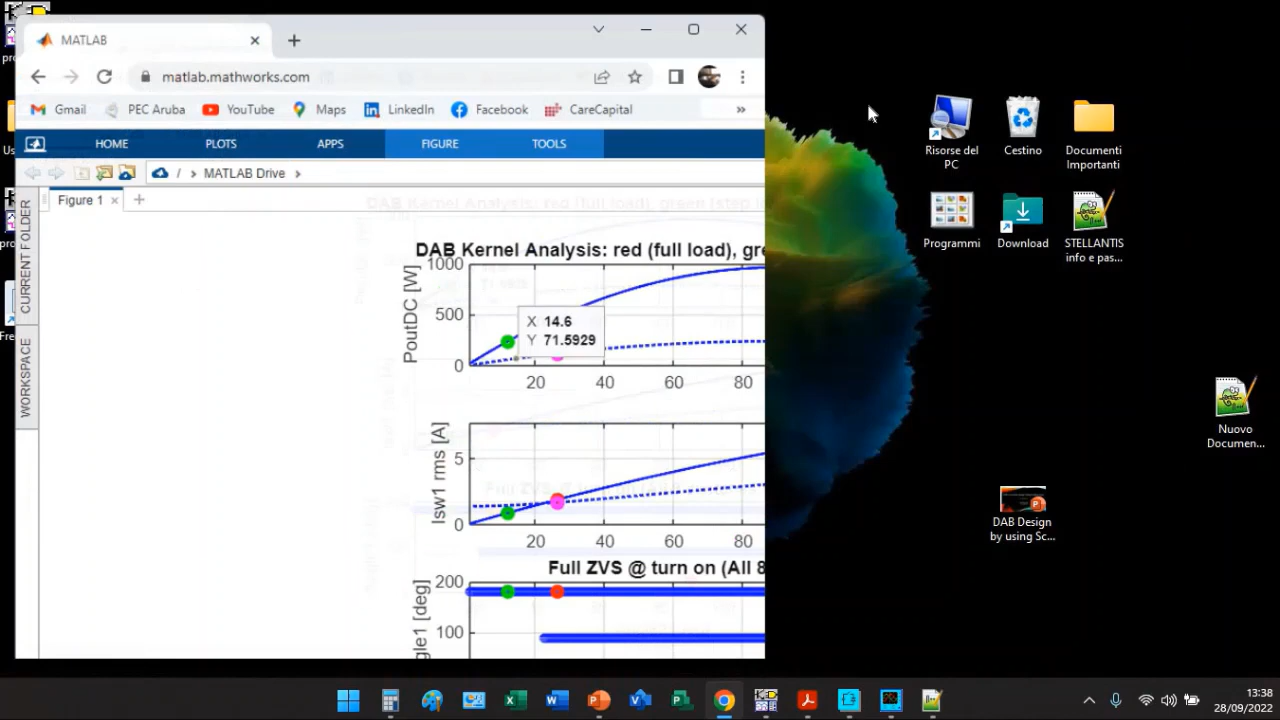 MATLAB
matlab.mathworks.com
Gmail
PEC Aruba
YouTube
Maps
LinkedIn
Facebook
CareCapital
»
HOME
PLOTS
APPS
FIGURE
TOOLS
/
MATLAB Drive
Figure 1
CURRENT FOLDER
WORKSPACE
DAB Kernel Analysis: red (full load), gre
PoutDC [W]
1000
500
0
X 14.6
Y 71.5929
20
40
60
80
Isw1 rms [A]
5
0
20
40
60
80
Full ZVS @ turn on (All 8
gle1 [deg]
200
100
Risorse del
PC
Cestino
Documenti
Importanti
Programmi
Download
STELLANTIS
info e pas...
Nuovo
Documen...
DAB Design
by using Sc...
13:38
28/09/2022